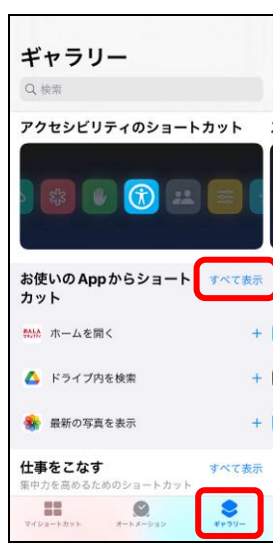 ギャラリー
検索
アクセシビリティのショートカット
お使いのAppからショートカット
すべて表示
ホームを開く
ドライブ内を検索
最新の写真を表示
仕事をこなす
すべて表示
集中力を高めるためのショートカット
マイショートカット
オートメーション
ギャラリー